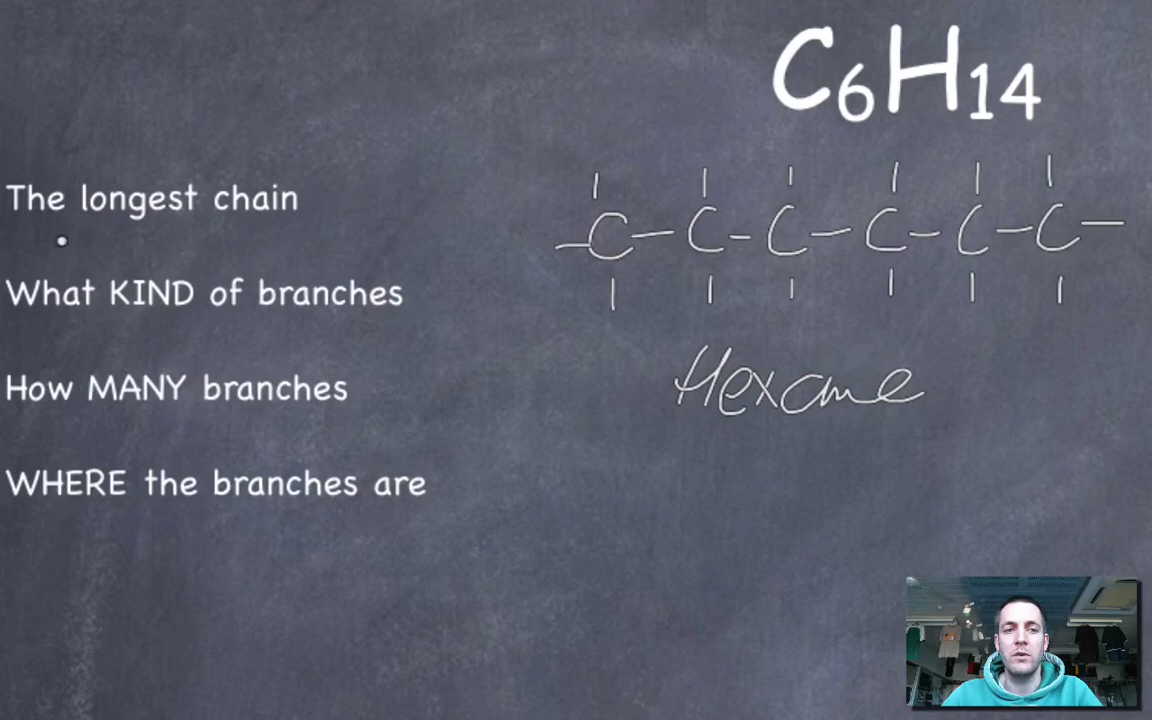 C₆H₁₄
The longest chain
What KIND of branches
How MANY branches
WHERE the branches are
C-C-C-C-C-C-
Hexane